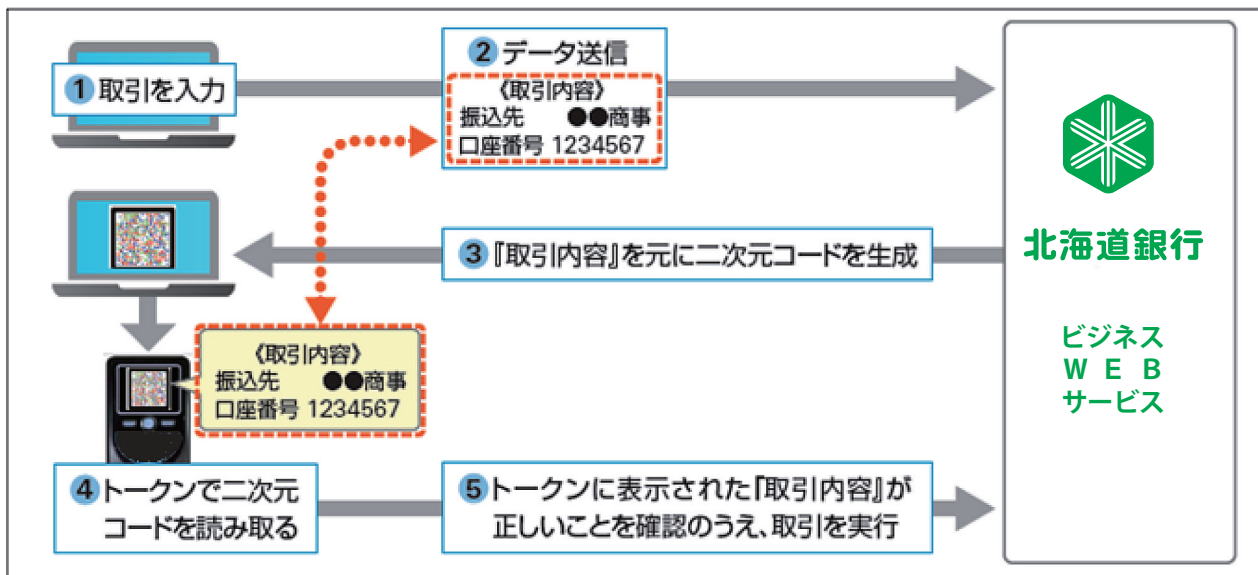 ① 取引を入力
② データ送信
《取引内容》
振込先 ●●商事
口座番号 1234567
③ 『取引内容』を元に二次元コードを生成
《取引内容》
振込先 ●●商事
口座番号 1234567
④ トークンで二次元
コードを読み取る
⑤ トークンに表示された『取引内容』が
正しいことを確認のうえ、取引を実行
北海道銀行
ビジネス
WEB
サービス